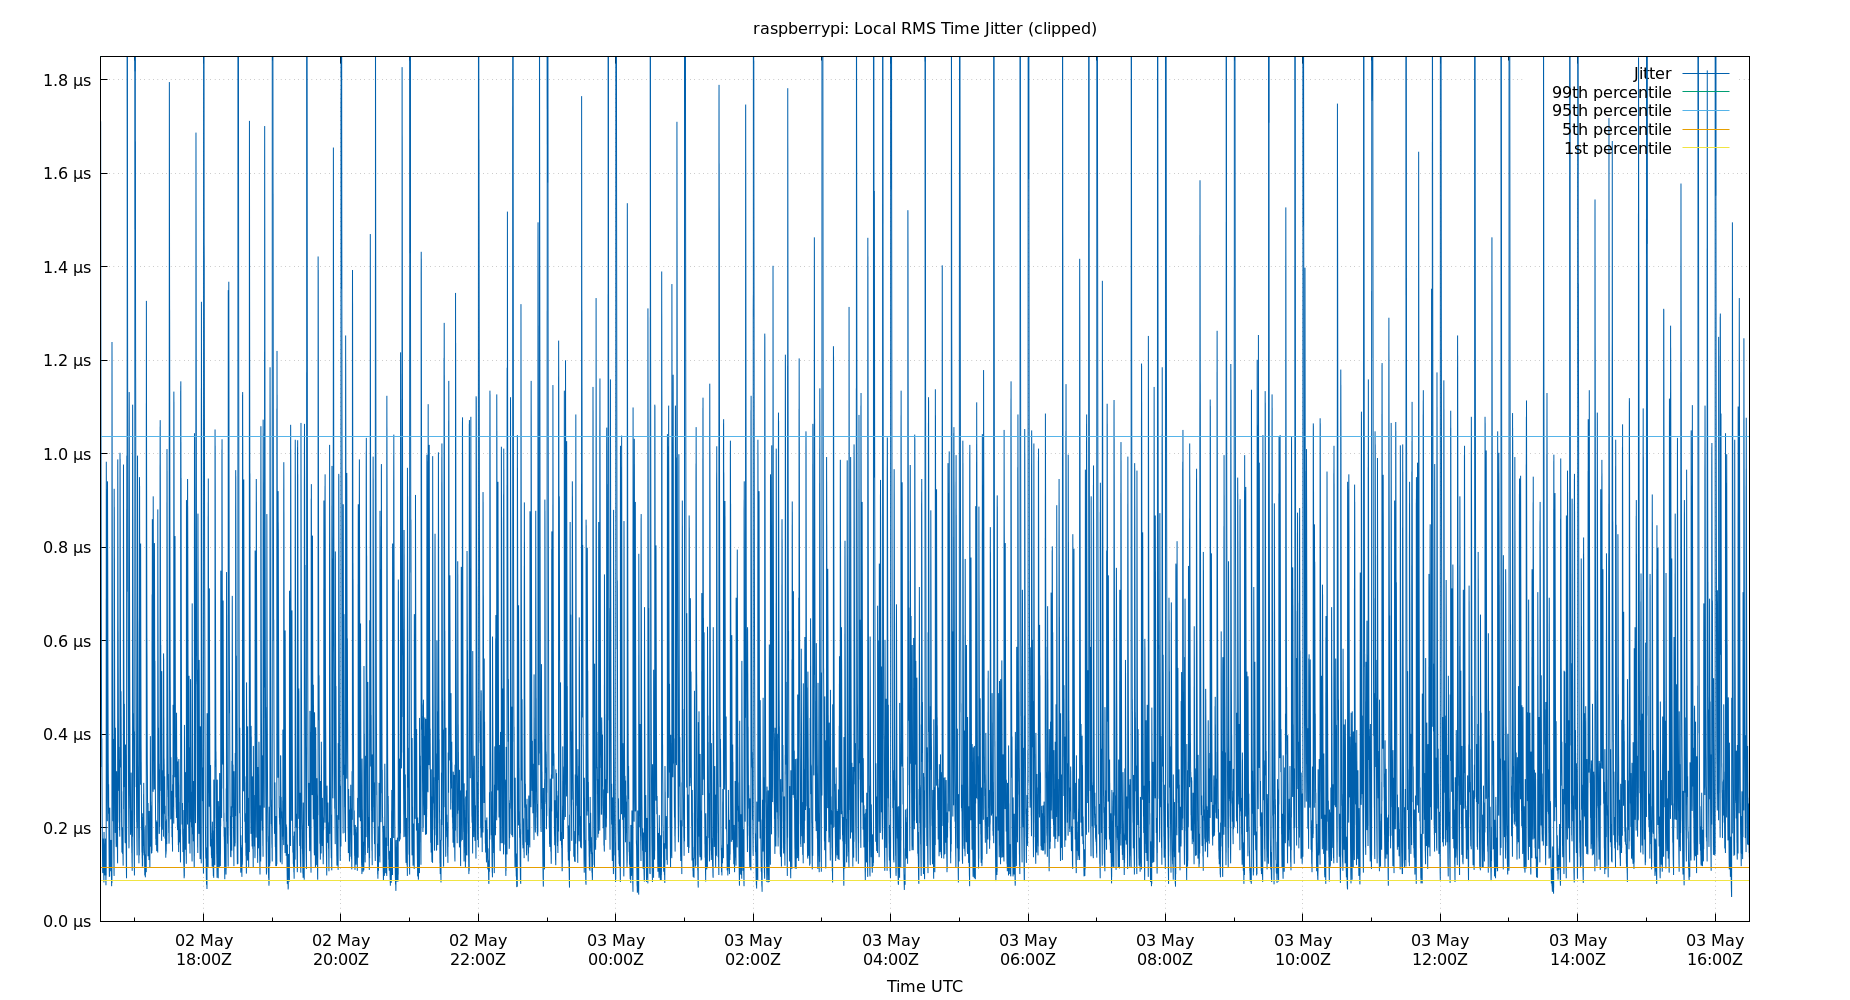 raspberrypi: Local RMS Time Jitter (clipped)
1.8 µs
1.6 µs
1.4 µs
1.2 µs
1.0 µs
0.8 µs
0.6 µs
0.4 µs
0.2 µs
0.0 µs
Jitter
99th percentile
95th percentile
5th percentile
1st percentile
02 May
18:00Z
02 May
20:00Z
02 May
22:00Z
03 May
00:00Z
03 May
02:00Z
03 May
04:00Z
03 May
06:00Z
03 May
08:00Z
03 May
10:00Z
03 May
12:00Z
03 May
14:00Z
03 May
16:00Z
Time UTC